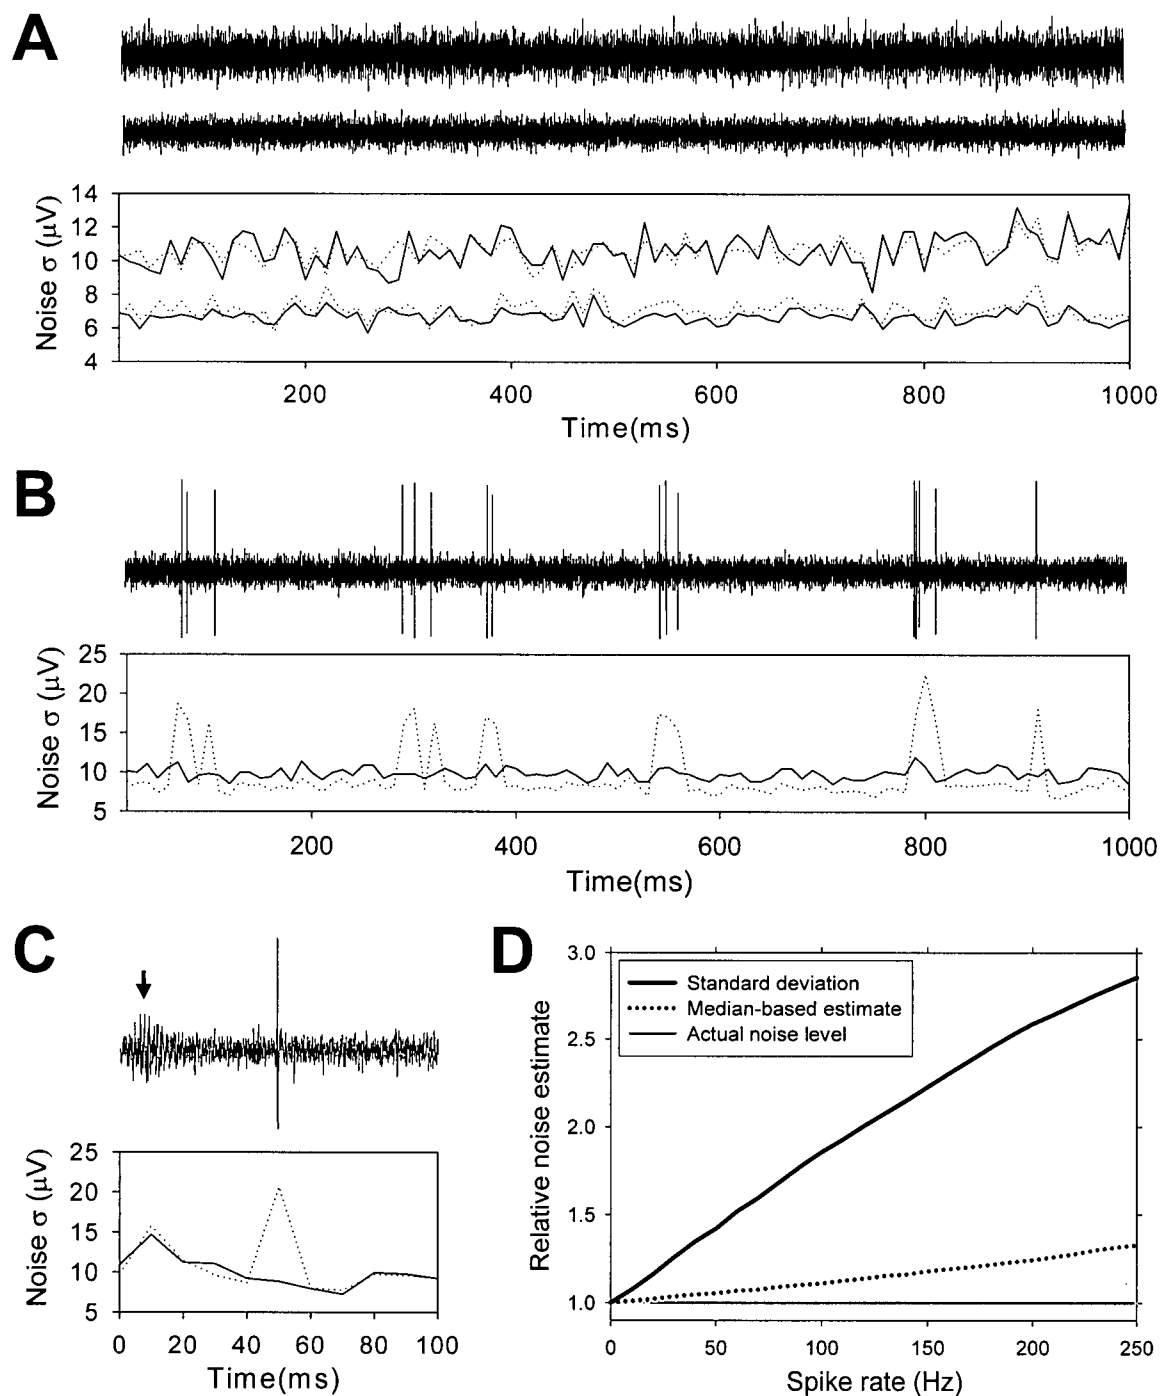 A
14
12
10
8
6
4
Noise σ (μV)
200 400 600 800 1000
Time(ms)
B
25
20
15
10
5
Noise σ (μV)
200 400 600 800 1000
Time(ms)
C
25
20
15
10
5
Noise σ (μV)
0 20 40 60 80 100
Time(ms)
D
3.0
2.5
2.0
1.5
1.0
Relative noise estimate
Standard deviation
Median-based estimate
Actual noise level
0 50 100 150 200 250
Spike rate (Hz)